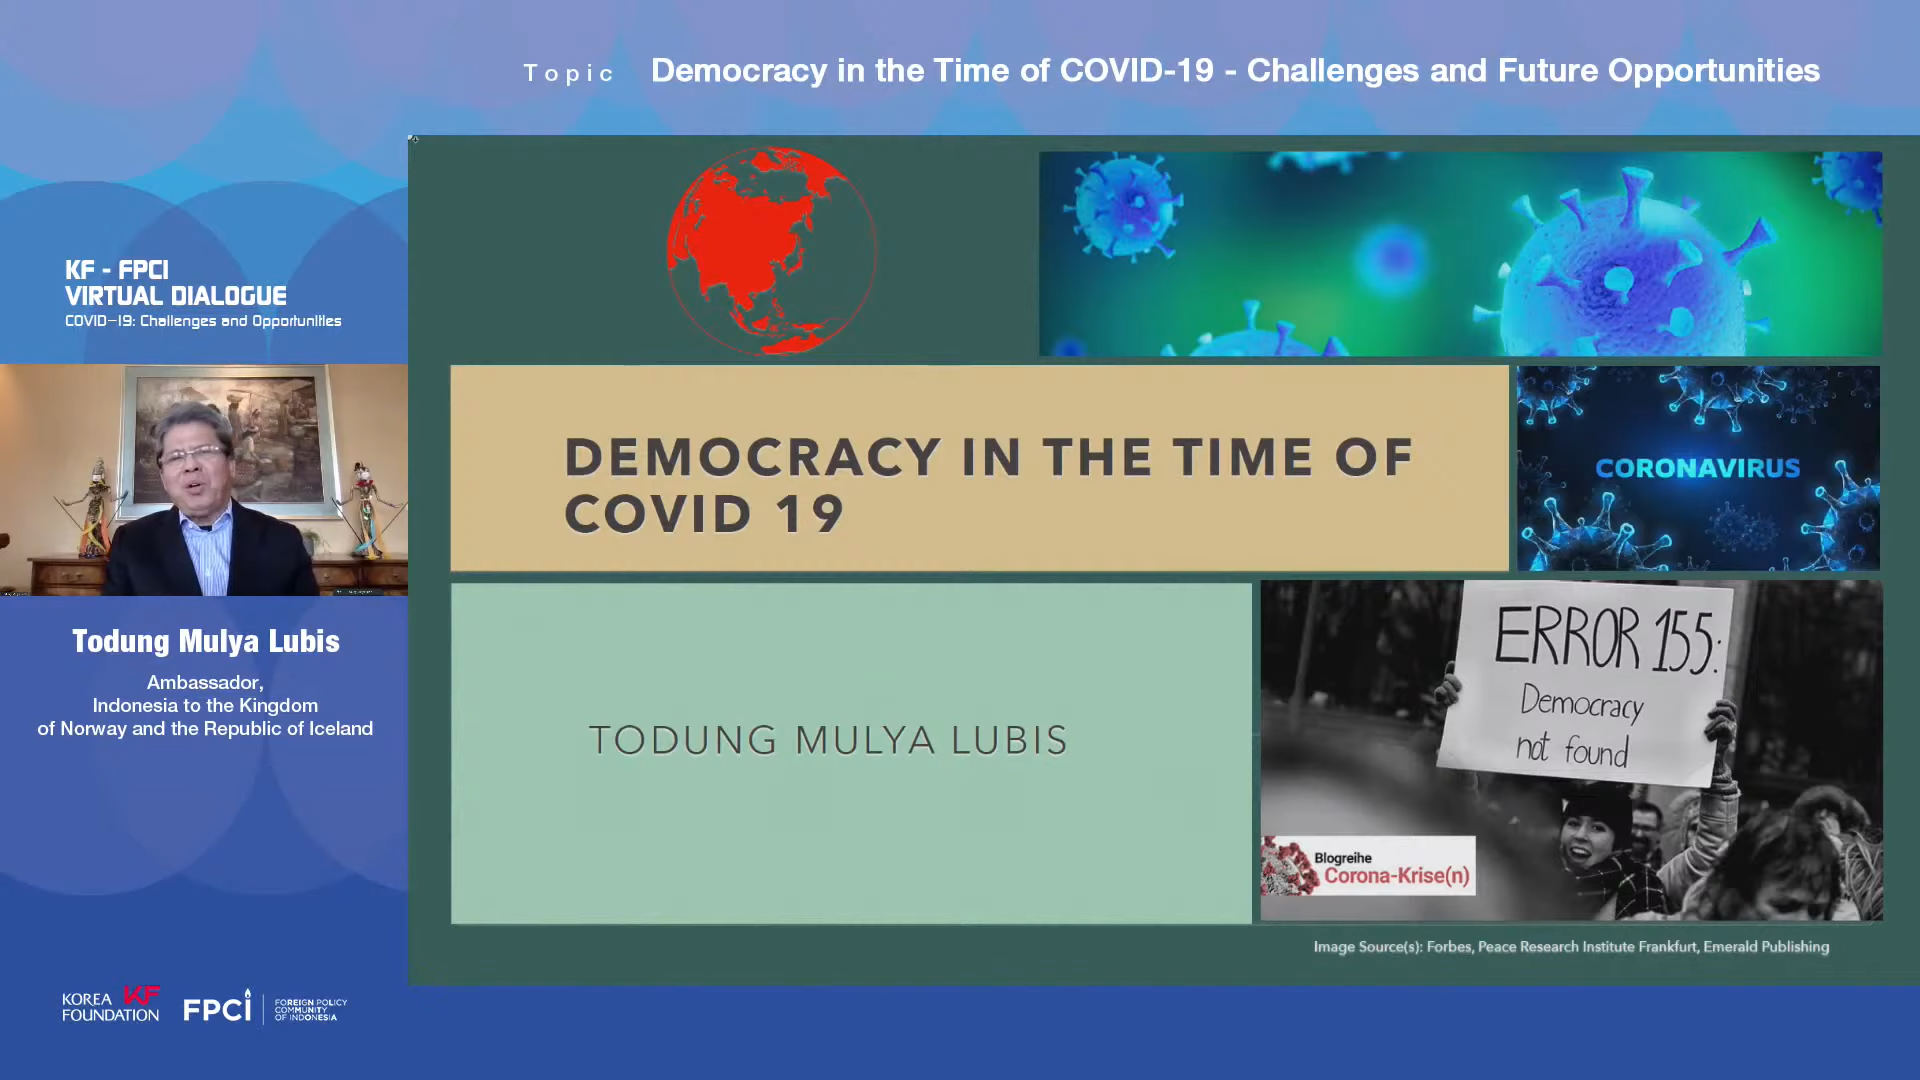 Topic Democracy in the Time of COVID-19 - Challenges and Future Opportunities
KF - FPCI
VIRTUAL DIALOGUE
COVID-19: Challenges and Opportunities
Todung Mulya Lubis
Ambassador,
Indonesia to the Kingdom
of Norway and the Republic of Iceland
KOREA KF
FOUNDATION
FPCI
FOREIGN POLICY
COMMUNITY
OF INDONESIA
DEMOCRACY IN THE TIME OF
COVID 19
CORONAVIRUS
TODUNG MULYA LUBIS
ERROR 155:
Democracy
not found
Blogreihe
Corona-Krise(n)
Image Source(s): Forbes, Peace Research Institute Frankfurt, Emerald Publishing